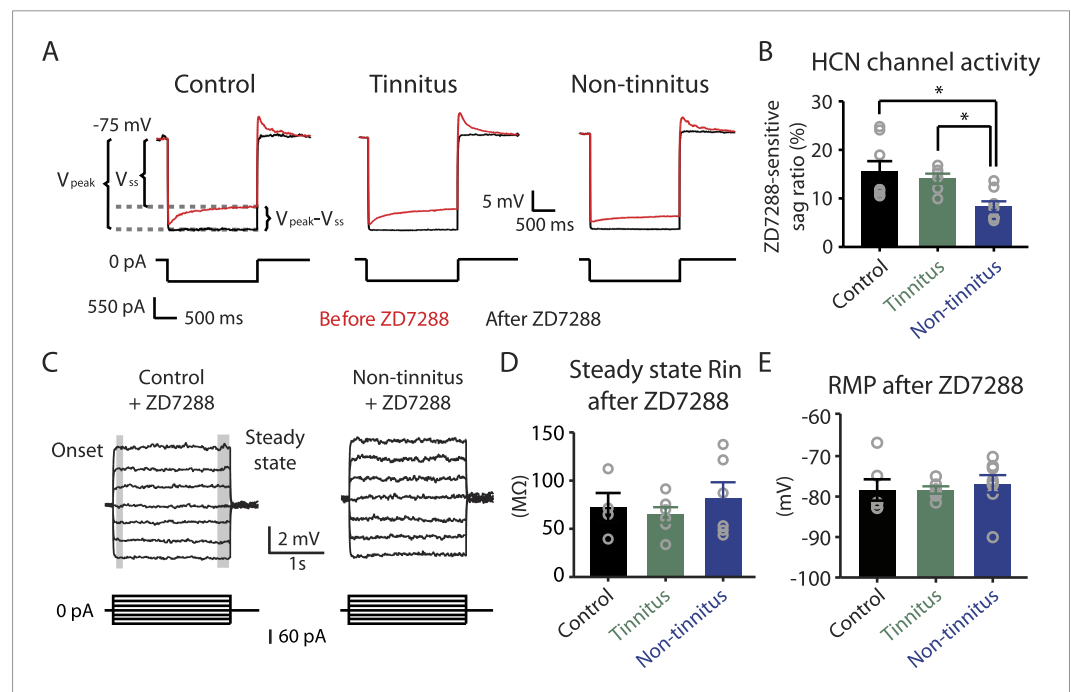 A
Control
Tinnitus
Non-tinnitus
-75 mV
Vpeak
Vss
Vpeak-Vss
5 mV
500 ms
0 pA
550 pA
500 ms
Before ZD7288
After ZD7288
B
HCN channel activity
ZD7288-sensitive
sag ratio (%)
30
20
10
0
*
*
Control
Tinnitus
Non-tinnitus
C
Control
+ ZD7288
Non-tinnitus
+ ZD7288
Onset
Steady
state
2 mV
1s
0 pA
60 pA
D
Steady state Rin
after ZD7288
(MΩ)
150
100
50
0
Control
Tinnitus
Non-tinnitus
E
RMP after ZD7288
(mV)
-60
-70
-80
-90
-100
Control
Tinnitus
Non-tinnitus